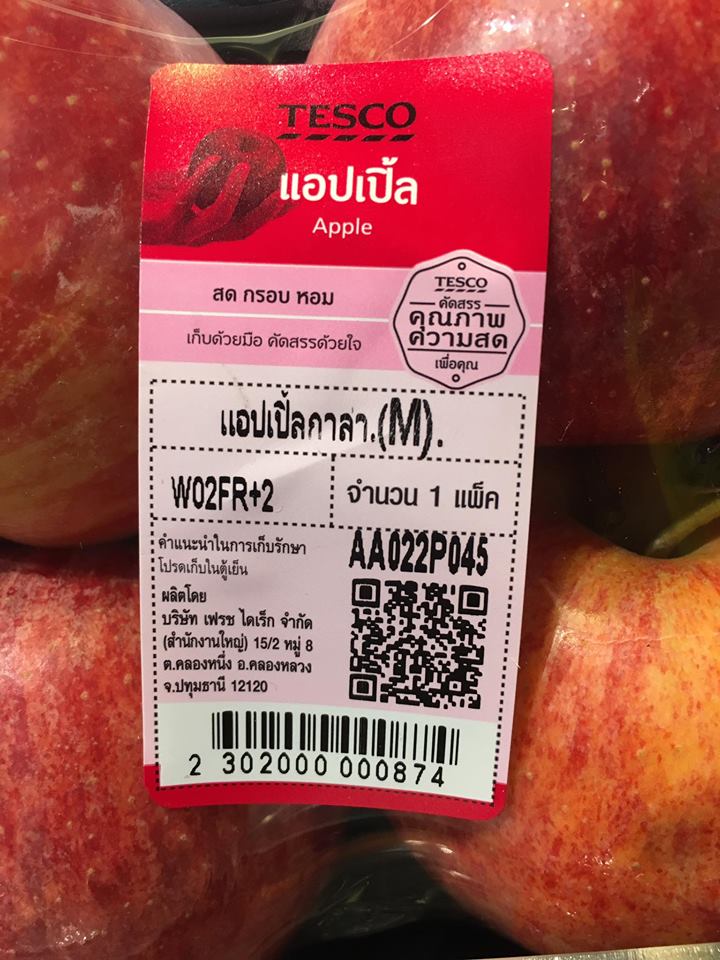 TESCO
แอปเปิ้ล
Apple
สด กรอบ หอม
เก็บด้วยมือ คัดสรรด้วยใจ
TESCO
คัดสรร
คุณภาพ
ความสด
เพื่อคุณ
แอปเปิ้ลกาล่า.(M).
W02FR+2
จำนวน 1 แพ็ค
คำแนะนำในการเก็บรักษา
โปรดเก็บในตู้เย็น
AA022P045
ผลิตโดย
บริษัท เฟรช ไดเร็ก จำกัด
(สำนักงานใหญ่) 15/2 หมู่ 8
ต.คลองหนึ่ง อ.คลองหลวง
จ.ปทุมธานี 12120
2 302000 000874